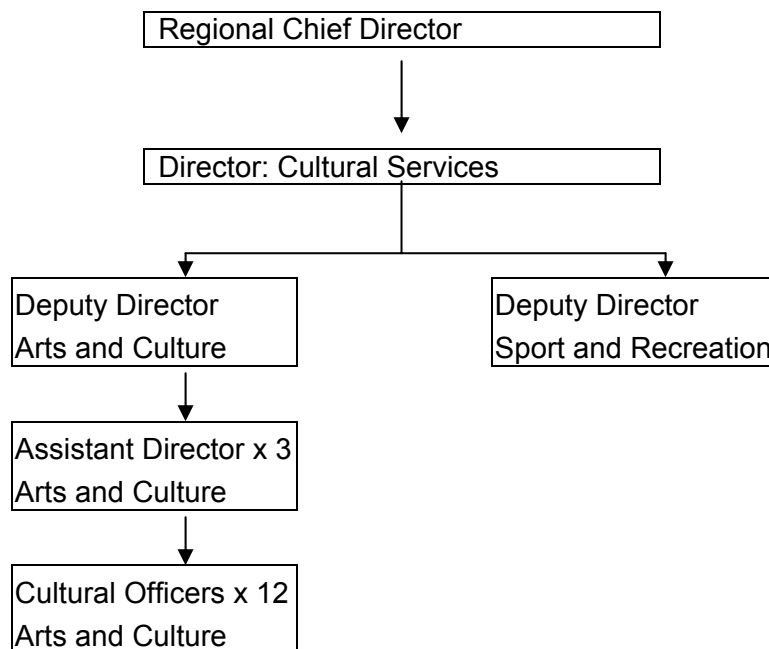 Regional Chief Director
Director: Cultural Services
Deputy Director
Arts and Culture
Deputy Director
Sport and Recreation
Assistant Director x 3
Arts and Culture
Cultural Officers x 12
Arts and Culture